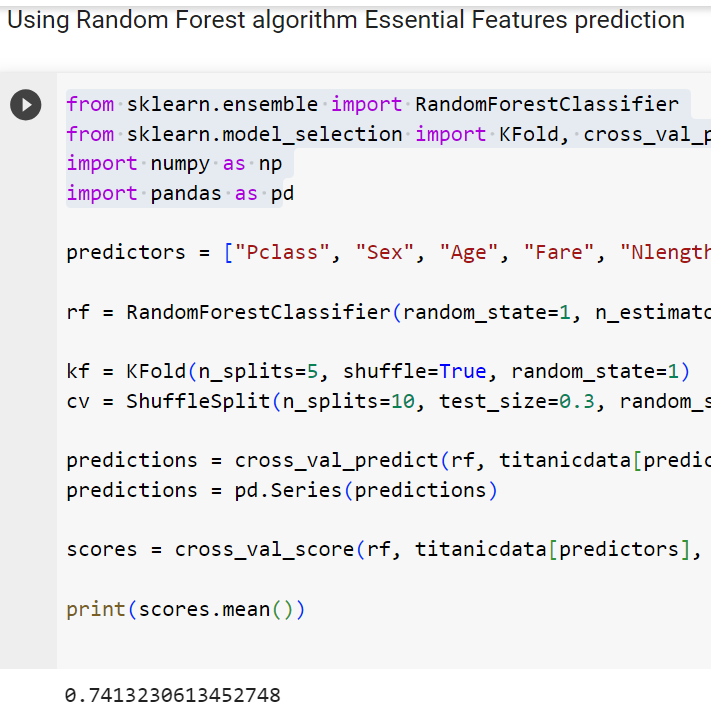 Using Random Forest algorithm Essential Features prediction
from sklearn.ensemble import RandomForestClassifier
from sklearn.model_selection import KFold, cross_val_p
import numpy as np
import pandas as pd
predictors = ["Pclass", "Sex", "Age", "Fare", "Nlength
rf = RandomForestClassifier(random_state=1, n_estimato
kf = KFold(n_splits=5, shuffle=True, random_state=1)
cv = ShuffleSplit(n_splits=10, test_size=0.3, random_s
predictions = cross_val_predict(rf, titanicdata[predic
predictions = pd.Series(predictions)
scores = cross_val_score(rf, titanicdata[predictors],
print(scores.mean())
0.7413230613452748